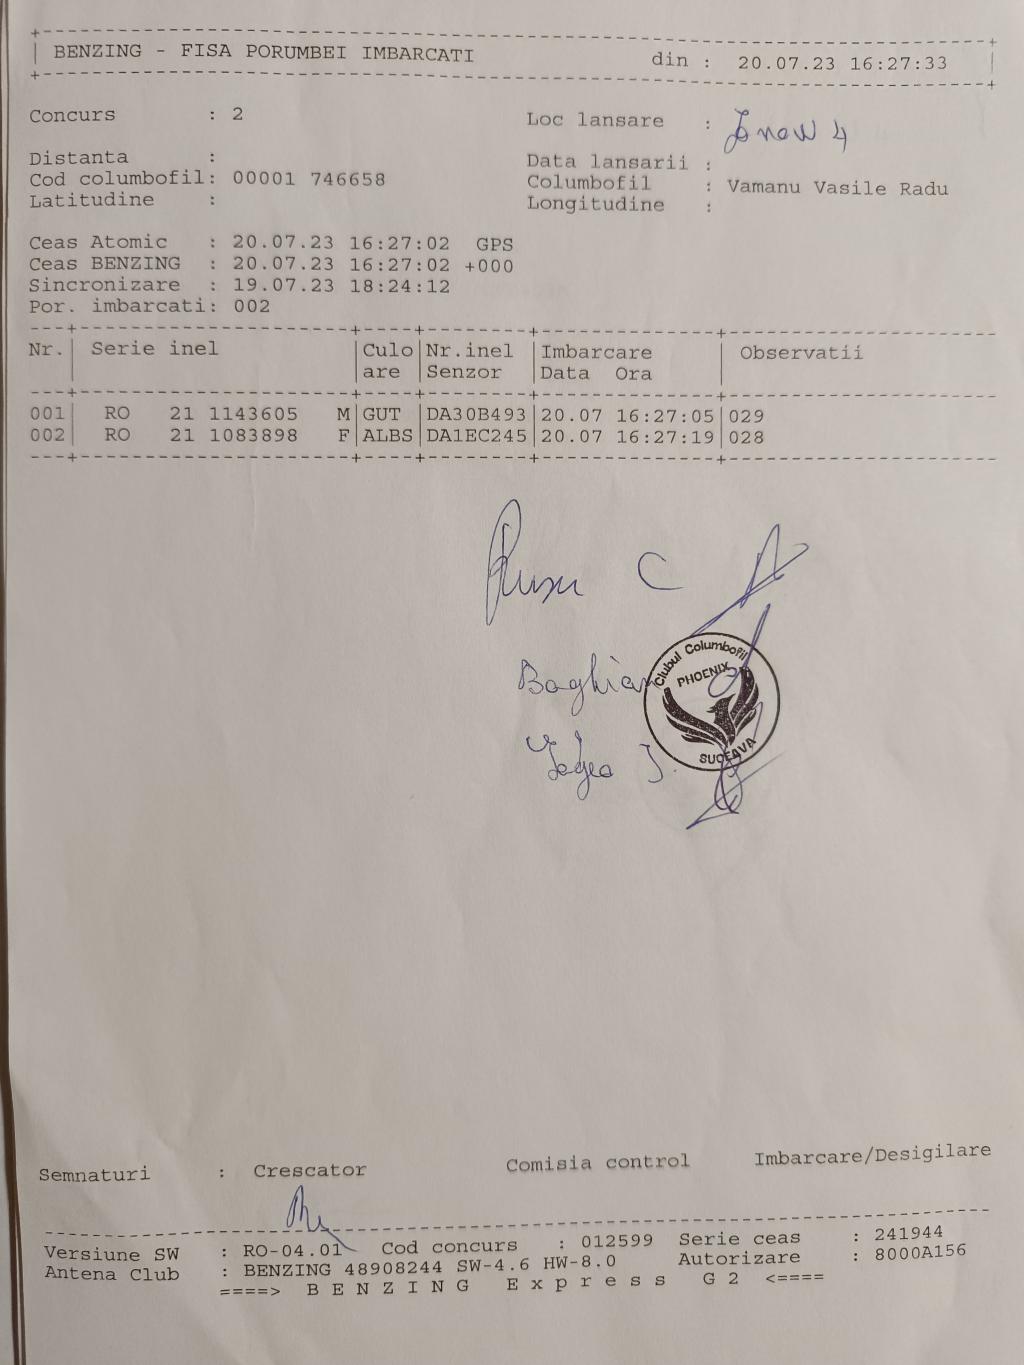 BENZING - FISA PORUMBEI IMBARCATI din : 20.07.23 16:27:33
Concurs : 2 Loc lansare :
Distanta : Data lansarii :
Cod columbofil: 00001 746658 Columbofil : Vamanu Vasile Radu
Latitudine : Longitudine :
Ceas Atomic : 20.07.23 16:27:02 GPS
Ceas BENZING : 20.07.23 16:27:02 +000
Sincronizare : 19.07.23 18:24:12
Por. imbarcati: 002
Nr. Serie inel Culo Nr.inel Imbarcare Observatii
are Senzor Data Ora
001 RO 21 1143605 M GUT DA30B493 20.07 16:27:05 029
002 RO 21 1083898 F ALBS DA1EC245 20.07 16:27:19 028
Rusu C
Clubul Columbofil
PHOENIX
SUCEAVA
Semnaturi : Crescator Comisia control Imbarcare/Desigilare
Versiune SW : RO-04.01 Cod concurs : 012599 Serie ceas : 241944
Antena Club : BENZING 48908244 SW-4.6 HW-8.0 Autorizare : 8000A156
====> B E N Z I N G E x p r e s s G 2 <====